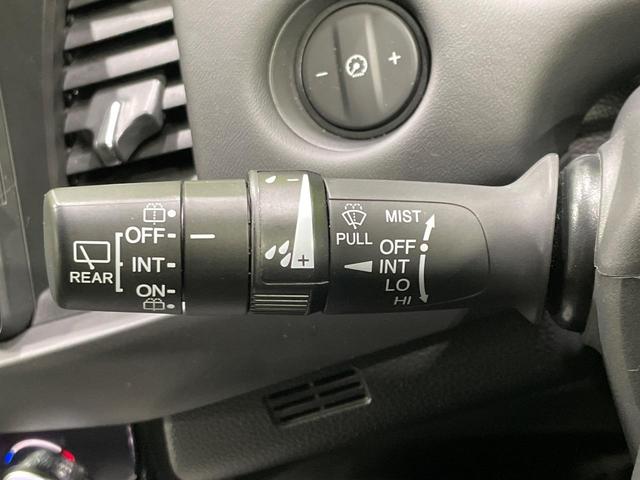 REAR
OFF
INT
ON
PULL
MIST
OFF
INT
LO
HI